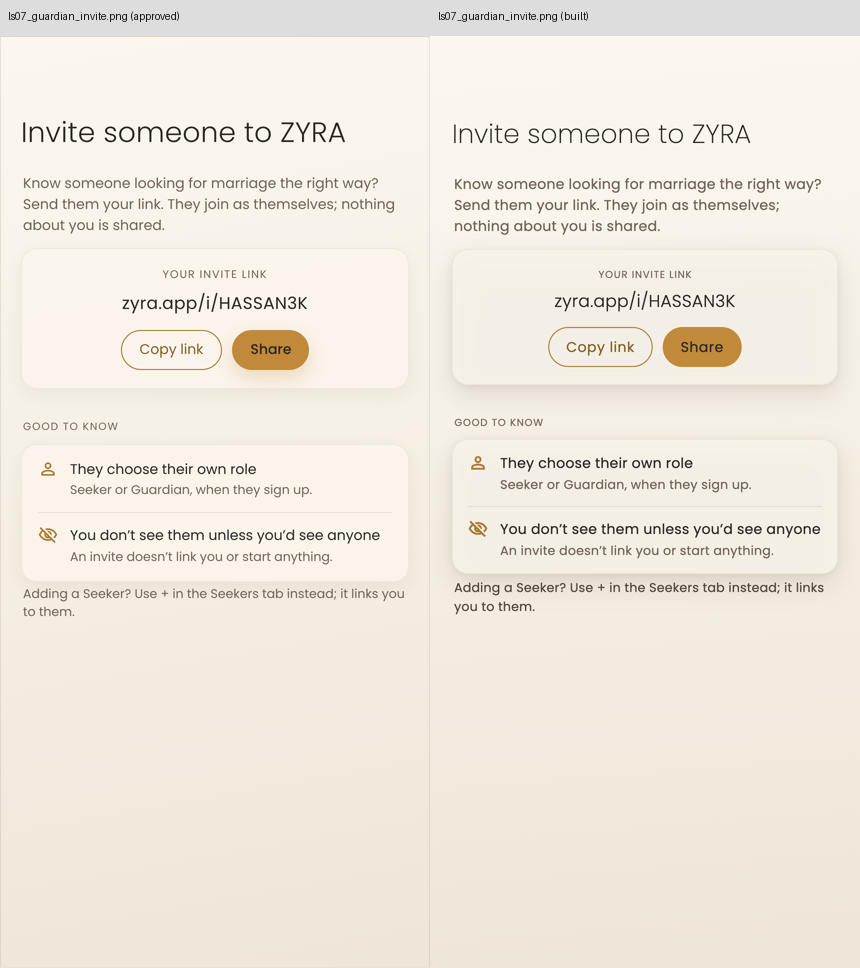 ls07_guardian_invite.png (approved)
Invite someone to ZYRA
Know someone looking for marriage the right way?
Send them your link. They join as themselves; nothing
about you is shared.
YOUR INVITE LINK
zyra.app/i/HASSAN3K
Copy link
Share
GOOD TO KNOW
They choose their own role
Seeker or Guardian, when they sign up.
You don’t see them unless you’d see anyone
An invite doesn’t link you or start anything.
Adding a Seeker? Use + in the Seekers tab instead; it links you
to them.
ls07_guardian_invite.png (built)
Invite someone to ZYRA
Know someone looking for marriage the right way?
Send them your link. They join as themselves;
nothing about you is shared.
YOUR INVITE LINK
zyra.app/i/HASSAN3K
Copy link
Share
GOOD TO KNOW
They choose their own role
Seeker or Guardian, when they sign up.
You don’t see them unless you’d see anyone
An invite doesn’t link you or start anything.
Adding a Seeker? Use + in the Seekers tab instead; it links
you to them.